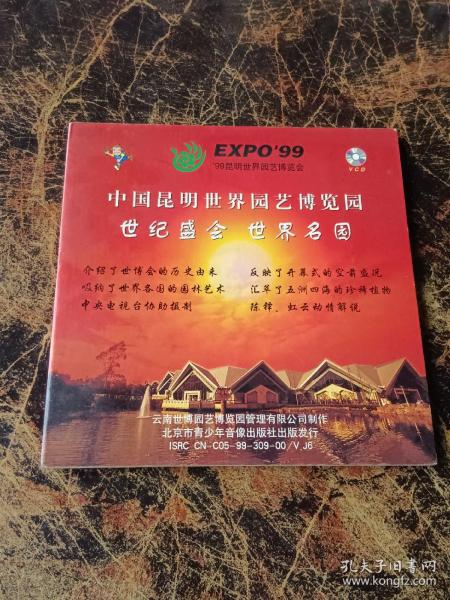 EXPO'99
'99昆明世界园艺博览会
VCD
中国昆明世界园艺博览园
世纪盛会 世界名园
介绍了世博会的历史由来 反映了开幕式的空前盛况
吸纳了世界各国的园林艺术 汇萃了五洲四海的珍稀植物
中央电视台协助摄制 陈铎、虹云动情解说
云南世博园艺博览园管理有限公司制作
北京市青少年音像出版社出版发行
ISRC CN-C05-99-309-00/V.J6
孔夫子旧书网
www.kongfz.com